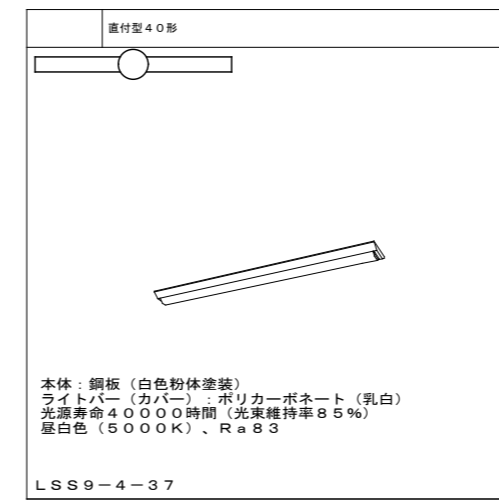 直付型４０形
本体：鋼板（白色粉体塗装）
ライトバー（カバー）：ポリカーボネート（乳白）
光源寿命４００００時間（光束維持率８５％）
昼白色（５０００Ｋ）、Ｒａ８３
ＬＳＳ９－４－３７